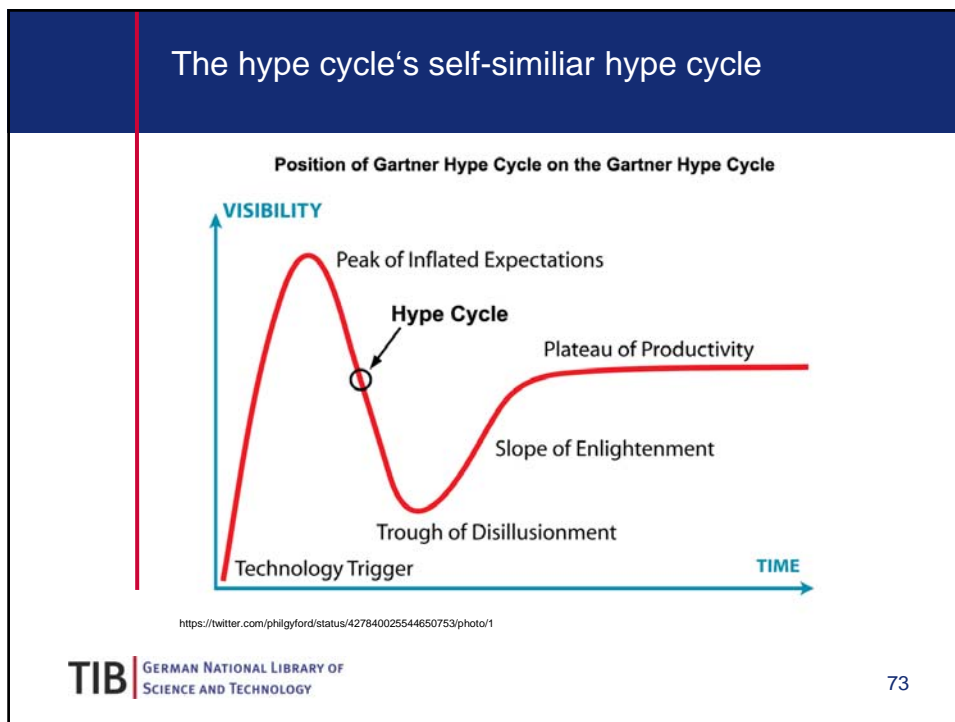 The hype cycle‘s self-similiar hype cycle
Position of Gartner Hype Cycle on the Gartner Hype Cycle
VISIBILITY
Peak of Inflated Expectations
Hype Cycle
Plateau of Productivity
Slope of Enlightenment
Trough of Disillusionment
Technology Trigger
TIME
https://twitter.com/philgyford/status/427840025544650753/photo/1
TIB
GERMAN NATIONAL LIBRARY OF
SCIENCE AND TECHNOLOGY
73